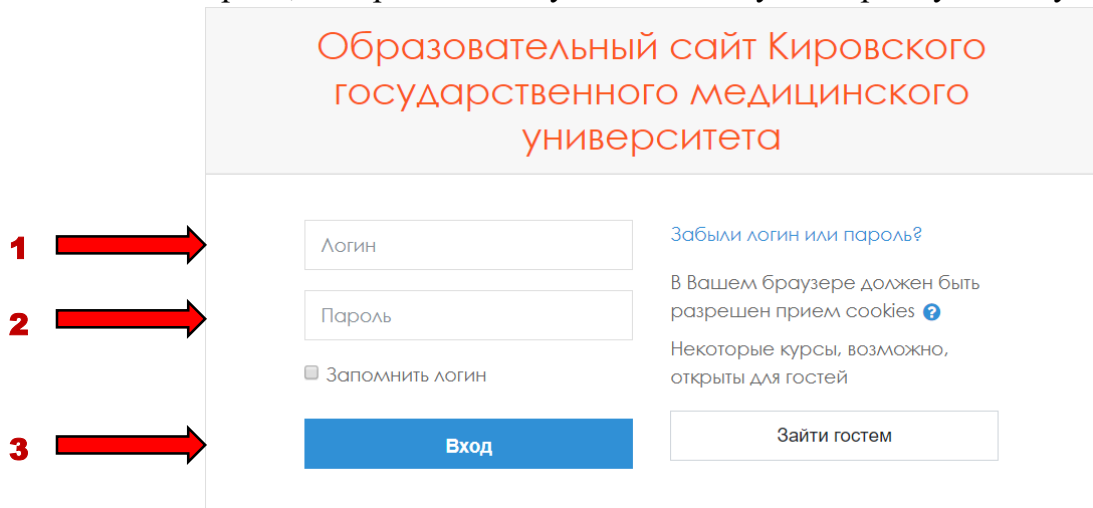 Образовательный сайт Кировского
государственного медицинского
университета
1
Логин
2
Пароль
Запомнить логин
3
Вход
Забыли логин или пароль?
В Вашем браузере должен быть
разрешен прием cookies ?
Некоторые курсы, возможно,
открыты для гостей
Зайти гостем